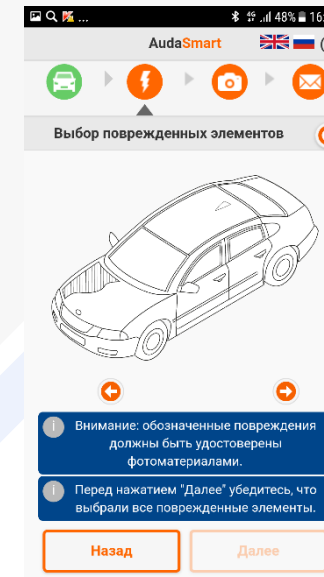 ... 48% 16:
AudaSmart
Выбор поврежденных элементов
Внимание: обозначенные повреждения
должны быть удостоверены
фотоматериалами.
Перед нажатием "Далее" убедитесь, что
выбрали все поврежденные элементы.
Назад Далее